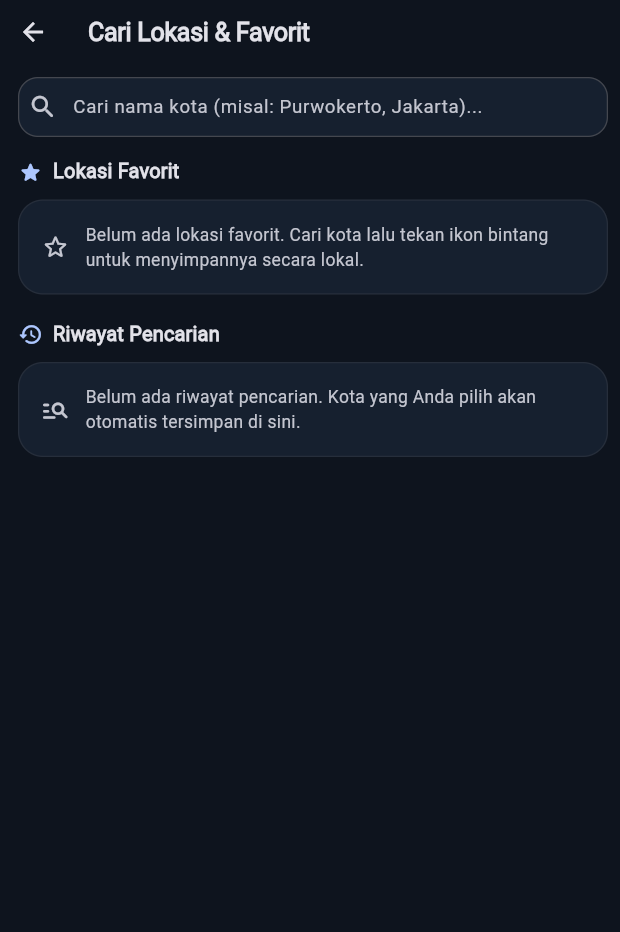 Cari Lokasi & Favorit
Cari nama kota (misal: Purwokerto, Jakarta)...
Lokasi Favorit
Belum ada lokasi favorit. Cari kota lalu tekan ikon bintang
untuk menyimpannya secara lokal.
Riwayat Pencarian
Belum ada riwayat pencarian. Kota yang Anda pilih akan
otomatis tersimpan di sini.